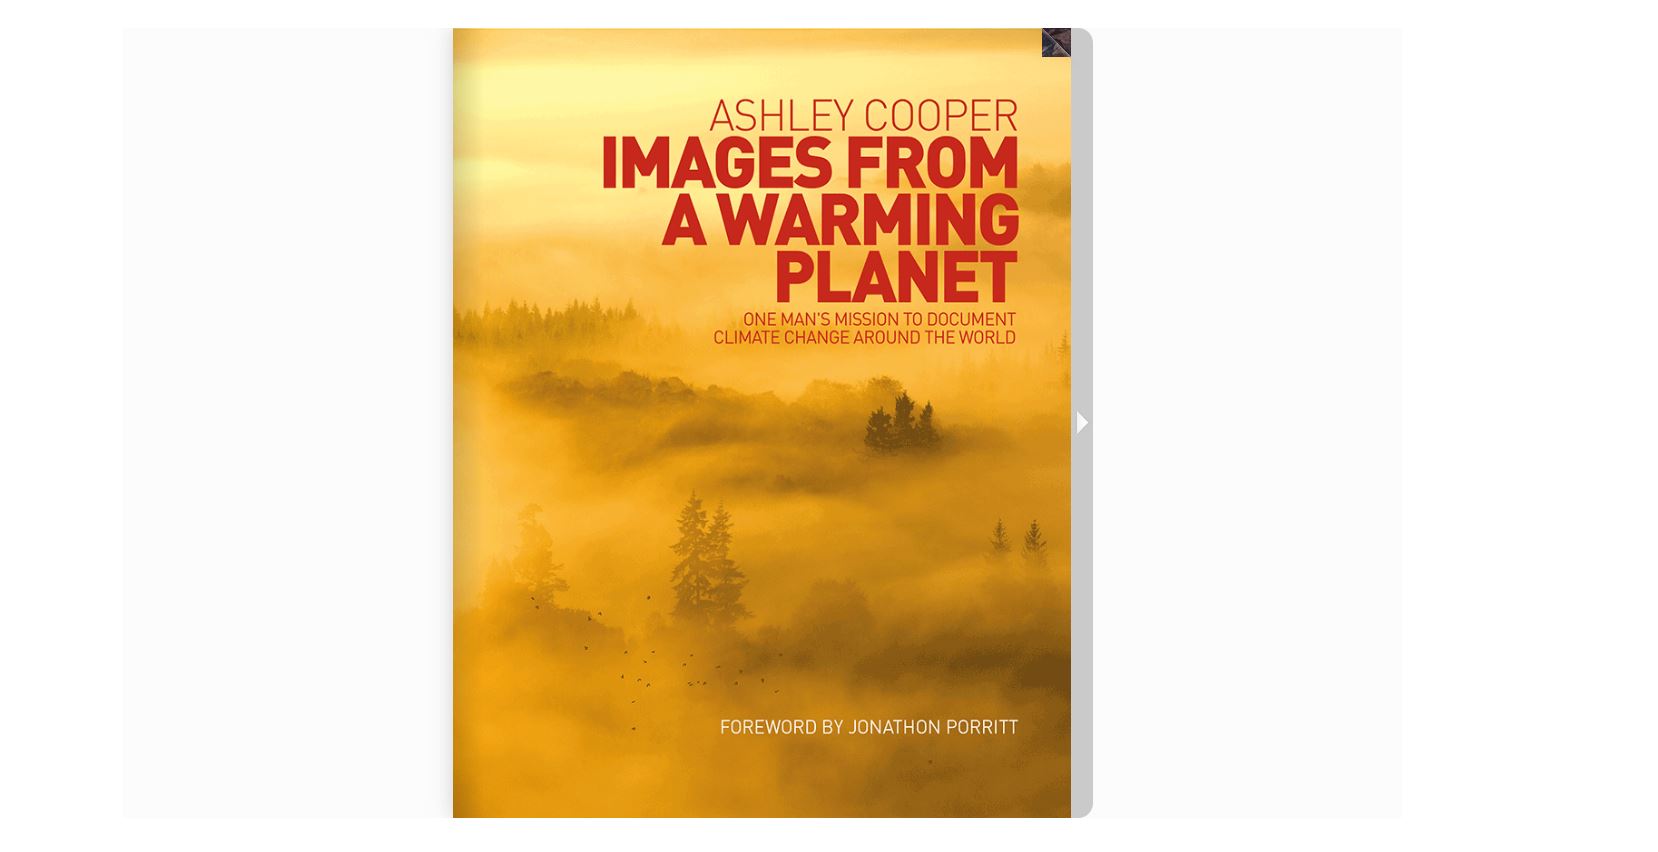 ASHLEY COOPER
IMAGES FROM
A WARMING
PLANET
ONE MAN'S MISSION TO DOCUMENT
CLIMATE CHANGE AROUND THE WORLD
FOREWORD BY JONATHON PORRITT